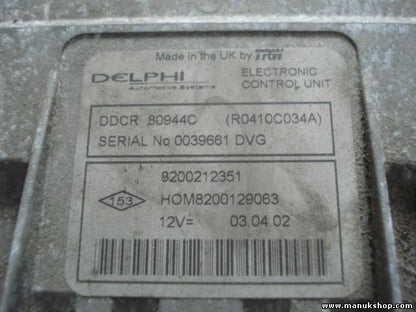 Made in the UK by TRW
DELPHI
Automotive Systems
ELECTRONIC
CONTROL UNIT
DDCR 80944C (R0410C034A)
SERIAL No 0039661 DVG
8200212351
153
HOM8200129063
12V= 03.04.02
www.manukshop.com